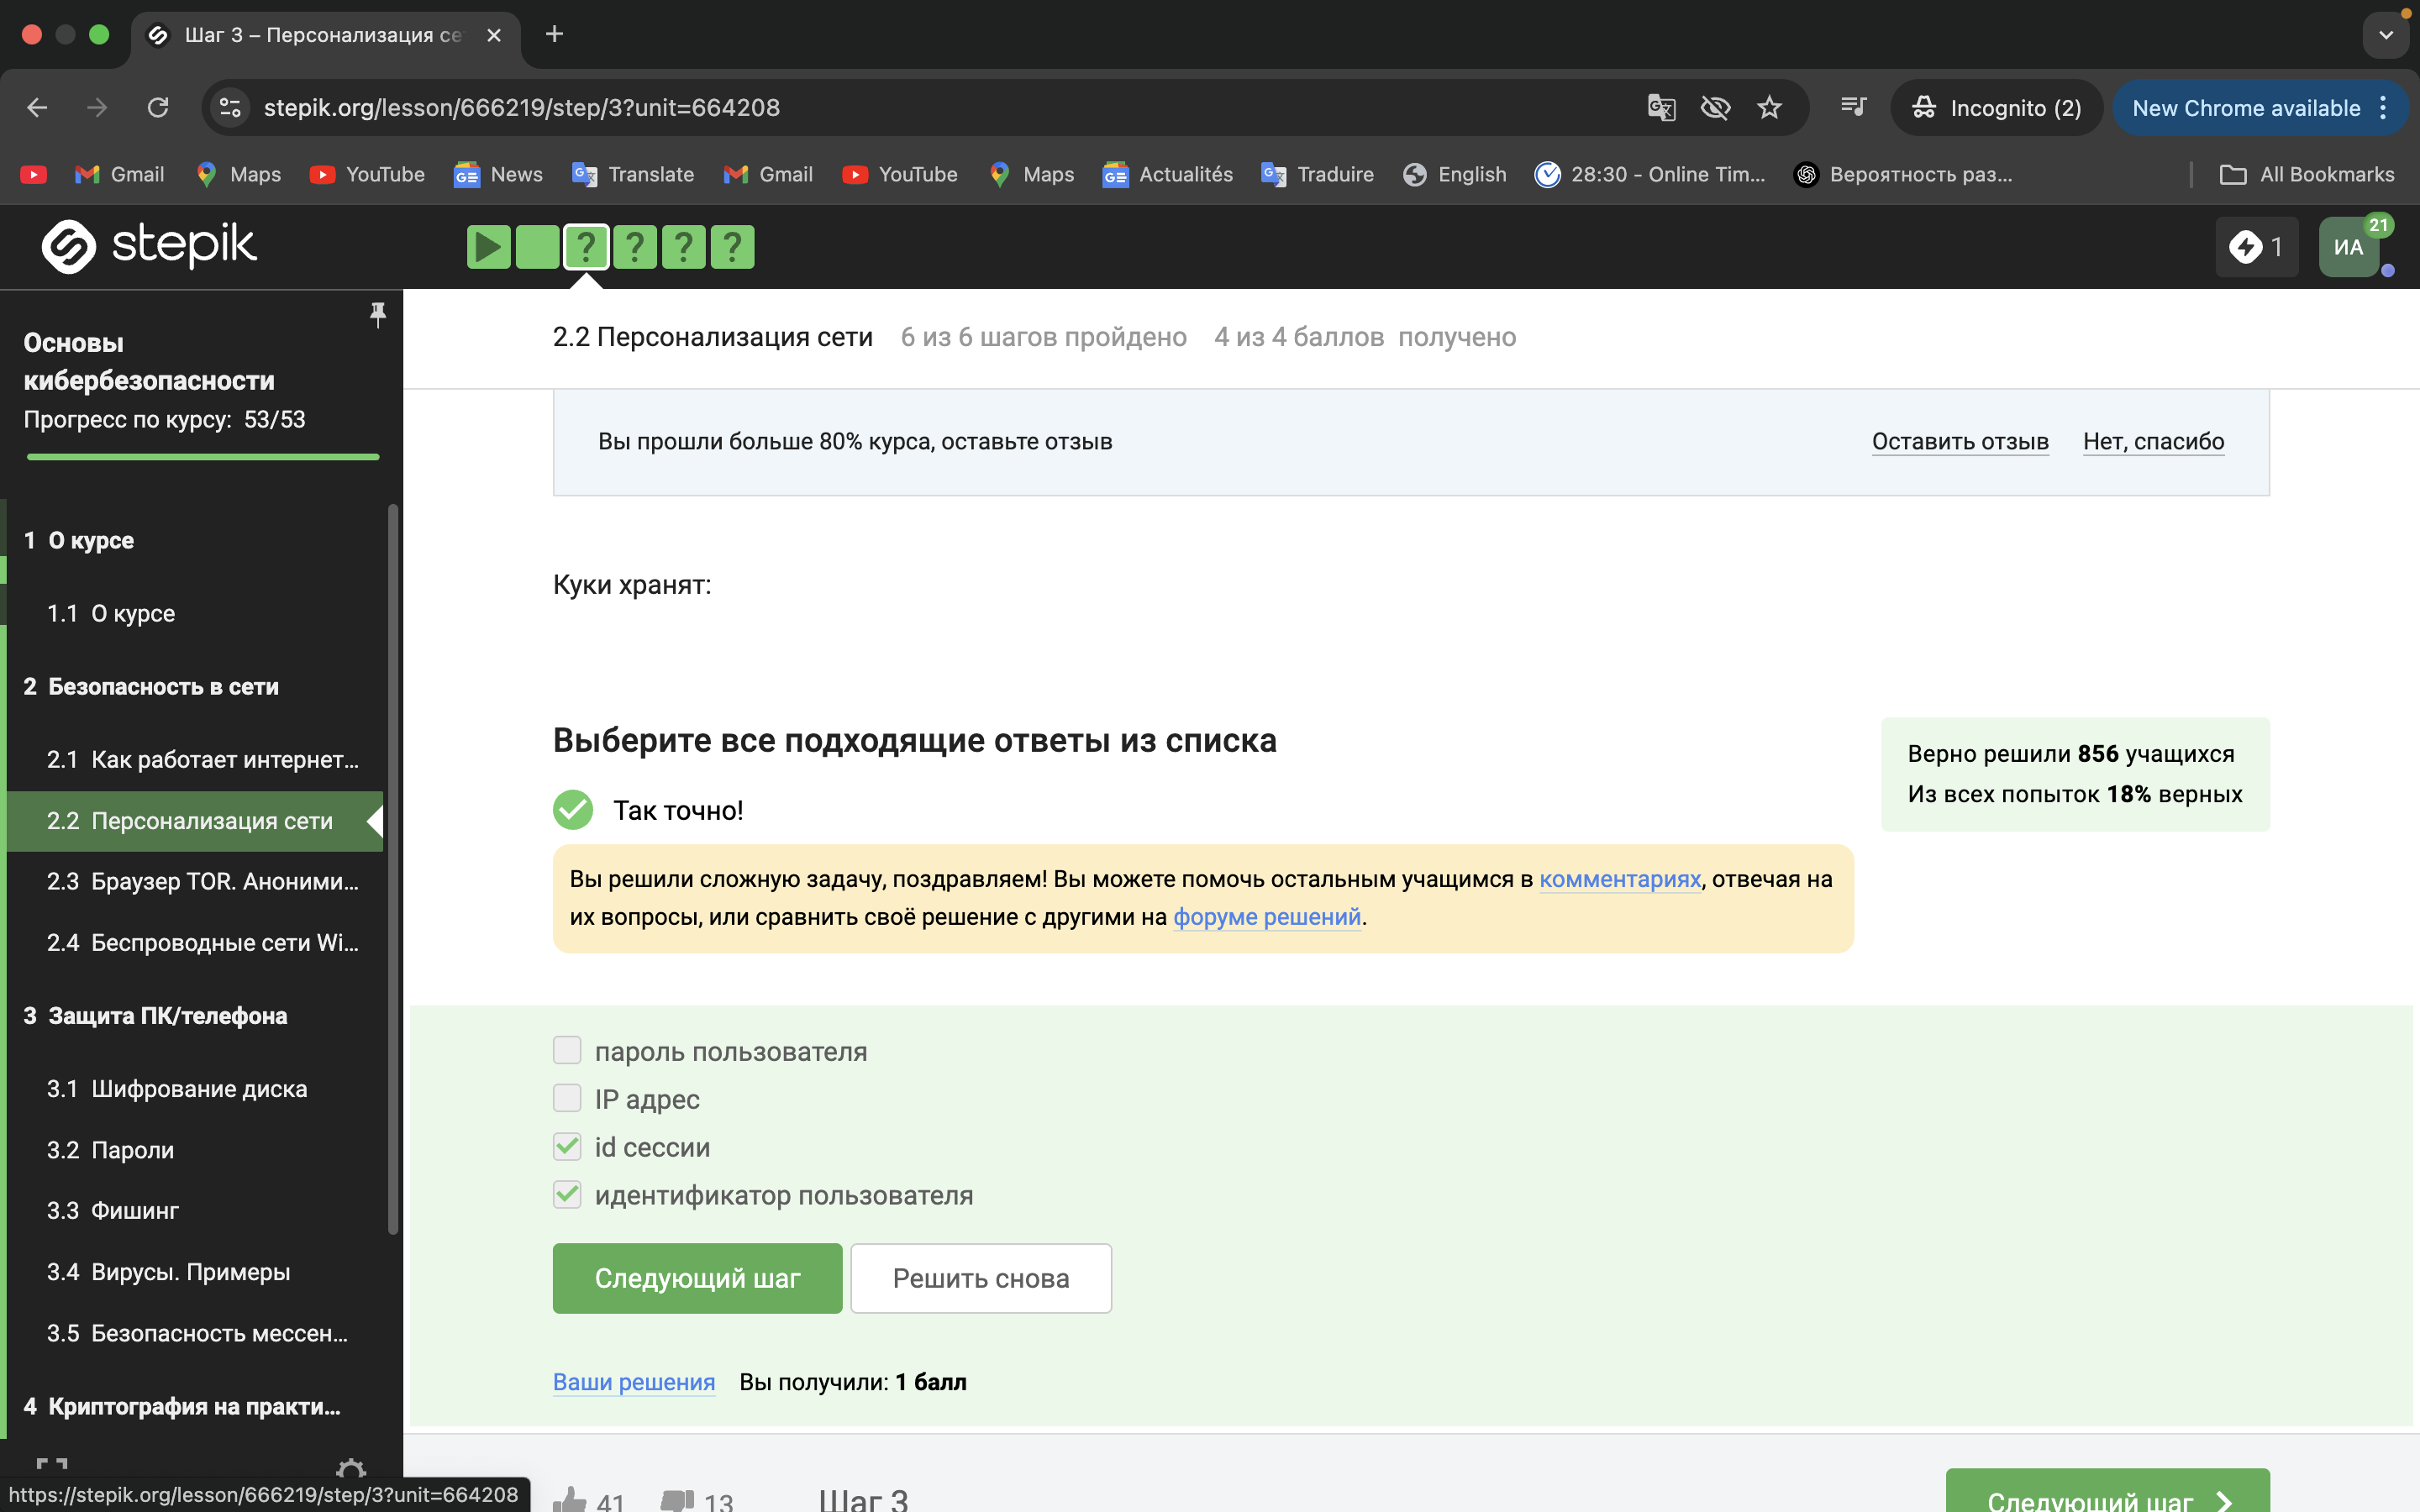 Шаг 3 – Персонализация се
stepik.org/lesson/666219/step/3?unit=664208
Incognito (2)
New Chrome available
Gmail
Maps
YouTube
News
Translate
Gmail
YouTube
Maps
Actualités
Traduire
English
28:30 - Online Tim...
Вероятность раз...
All Bookmarks
stepik
? ? ? ?
1
ИА
21
Основы
кибербезопасности
Прогресс по курсу: 53/53
1 О курсе
1.1 О курсе
2 Безопасность в сети
2.1 Как работает интернет...
2.2 Персонализация сети
2.3 Браузер TOR. Аноними...
2.4 Беспроводные сети Wi...
3 Защита ПК/телефона
3.1 Шифрование диска
3.2 Пароли
3.3 Фишинг
3.4 Вирусы. Примеры
3.5 Безопасность мессен...
4 Криптография на практи...
https://stepik.org/lesson/666219/step/3?unit=664208
2.2 Персонализация сети 6 из 6 шагов пройдено 4 из 4 баллов получено
Вы прошли больше 80% курса, оставьте отзыв
Оставить отзыв
Нет, спасибо
Куки хранят:
Выберите все подходящие ответы из списка
Верно решили 856 учащихся
Из всех попыток 18% верных
Так точно!
Вы решили сложную задачу, поздравляем! Вы можете помочь остальным учащимся в комментариях, отвечая на
их вопросы, или сравнить своё решение с другими на форуме решений.
пароль пользователя
IP адрес
id сессии
идентификатор пользователя
Следующий шаг
Решить снова
Ваши решения Вы получили: 1 балл
41
13
Шаг 3
Следующий шаг